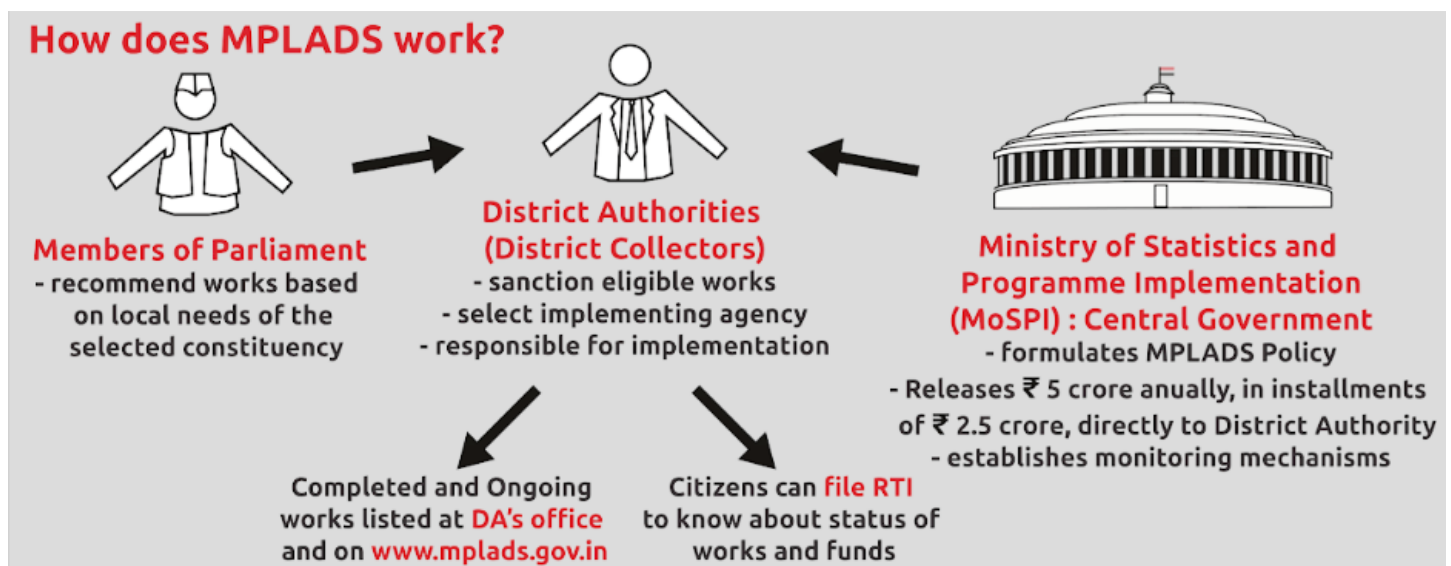 How does MPLADS work?
Members of Parliament
- recommend works based
on local needs of the
selected constituency
District Authorities
(District Collectors)
- sanction eligible works
- select implementing agency
- responsible for implementation
Ministry of Statistics and
Programme Implementation
(MoSPI) : Central Government
- formulates MPLADS Policy
- Releases ₹ 5 crore anually, in installments
of ₹ 2.5 crore, directly to District Authority
- establishes monitoring mechanisms
Completed and Ongoing
works listed at DA's office
and on www.mplads.gov.in
Citizens can file RTI
to know about status of
works and funds